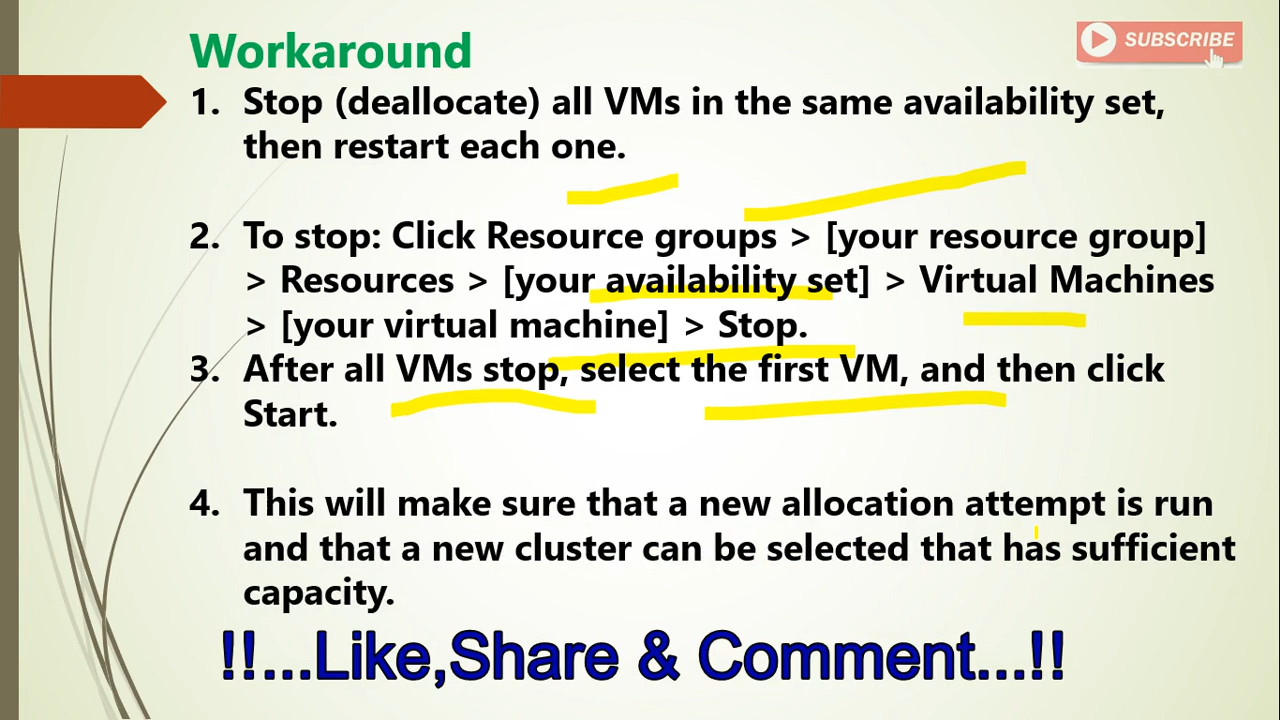 Workaround
SUBSCRIBE
1. Stop (deallocate) all VMs in the same availability set,
then restart each one.
2. To stop: Click Resource groups > [your resource group]
> Resources > [your availability set] > Virtual Machines
> [your virtual machine] > Stop.
3. After all VMs stop, select the first VM, and then click
Start.
4. This will make sure that a new allocation attempt is run
and that a new cluster can be selected that has sufficient
capacity.
!!...Like,Share & Comment...!!